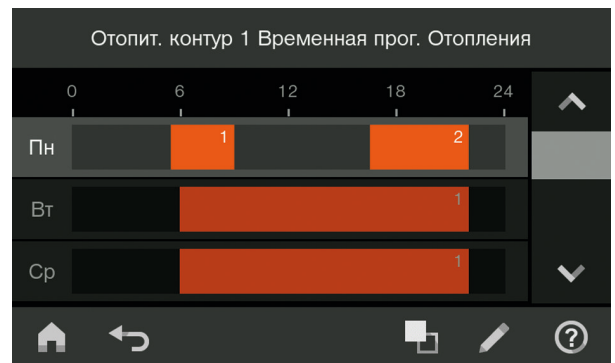 Отопит. контур 1 Временная прог. Отопления
0 6 12 18 24
Пн 1 2
Вт 1
Ср 1
?